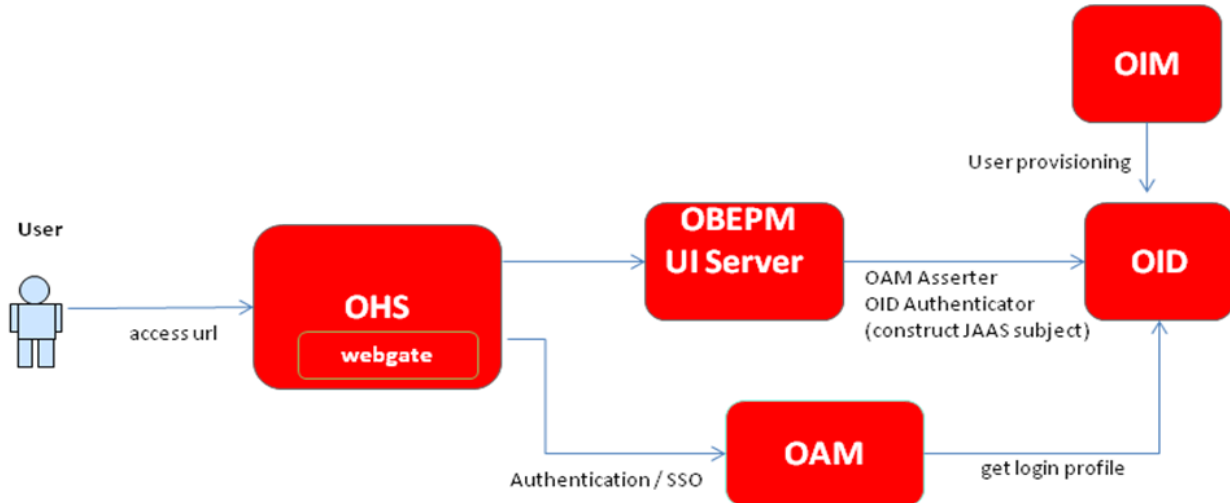 OIM
User provisioning
User
OBEPM
UI Server
OID
OAM Asserter
OID Authenticator
(construct JAAS subject)
OHS
access url
webgate
OAM
Authentication / SSO
get login profile